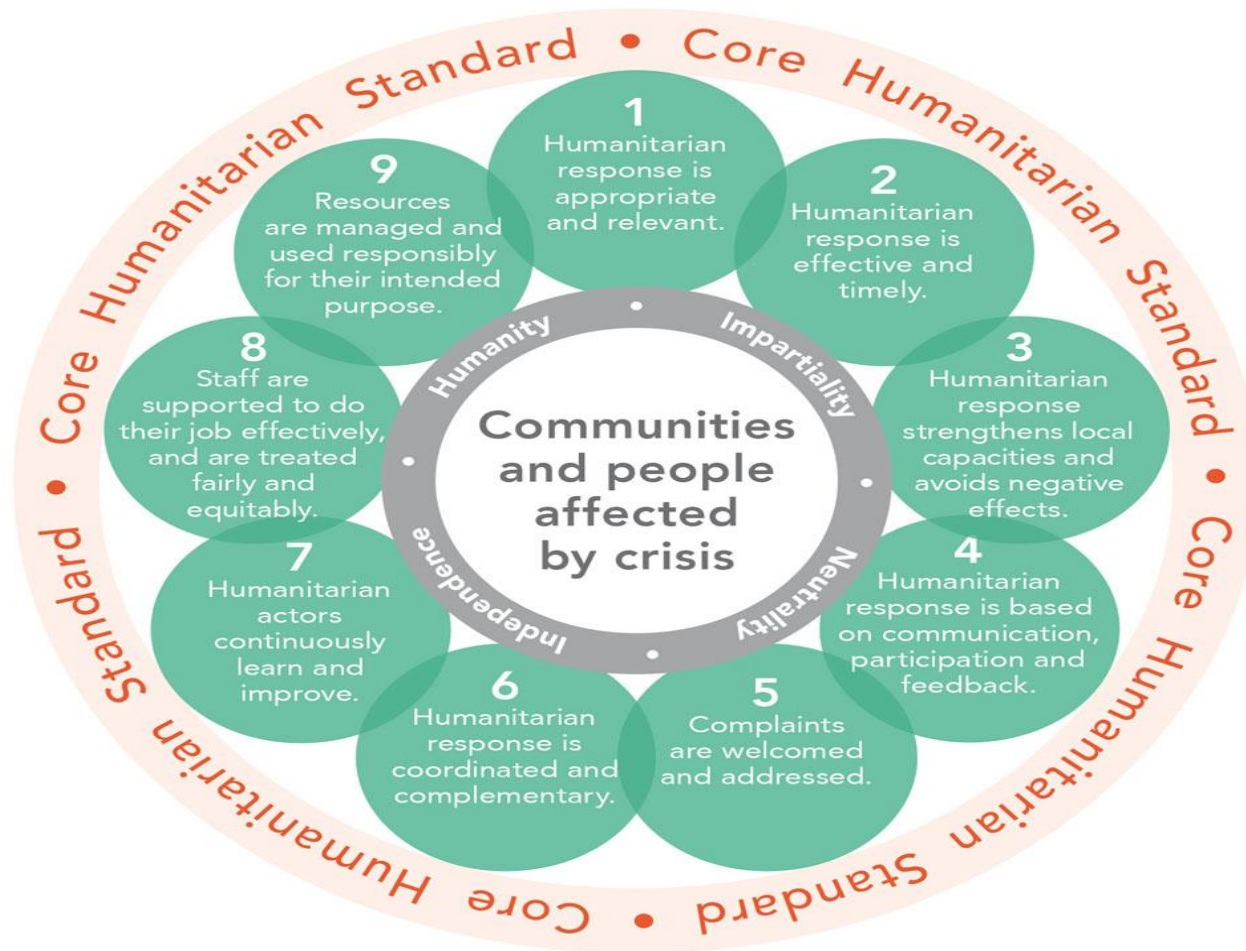 Core Humanitarian Standard • Core Humanitarian Standard • Core Humanitarian Standard • Core Humanitarian Standard •
1
Humanitarian
response is
appropriate
and relevant.
2
Humanitarian
response is
effective and
timely.
3
Humanitarian
response
strengthens local
capacities and
avoids negative
effects.
4
Humanitarian
response is based
on communication,
participation and
feedback.
5
Complaints
are welcomed
and addressed.
6
Humanitarian
response is
coordinated and
complementary.
7
Humanitarian
actors
continuously
learn and
improve.
8
Staff are
supported to do
their job effectively,
and are treated
fairly and
equitably.
9
Resources
are managed and
used responsibly
for their intended
purpose.
Humanity • Impartiality • Neutrality • Independence •
Communities
and people
affected
by crisis